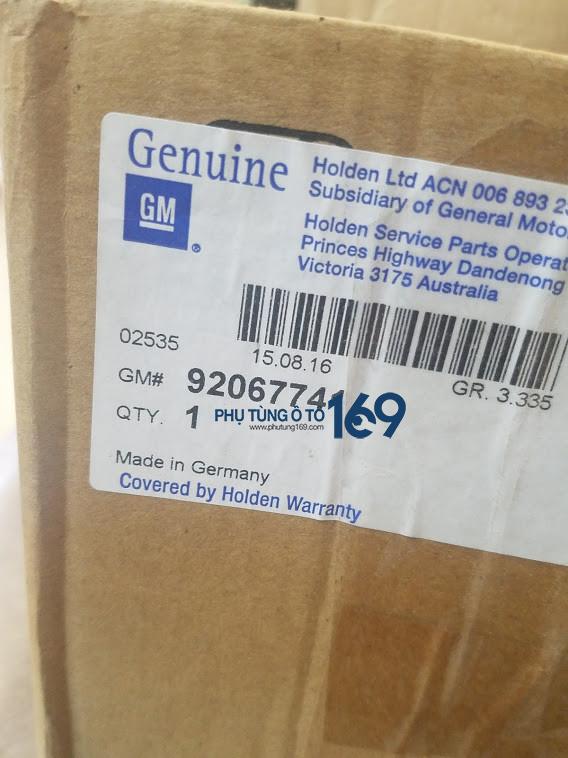 Genuine
GM
®
Holden Ltd ACN 006 893
Subsidiary of General
Holden Service Parts
Princes Highway Dandenong
Victoria 3175 Australia
02535
15.08.16
GR. 3.335
GM# 9206774
QTY. 1
PHỤ TÙNG Ô TÔ 169
www.phutung169.com
Made in Germany
Covered by Holden Warranty